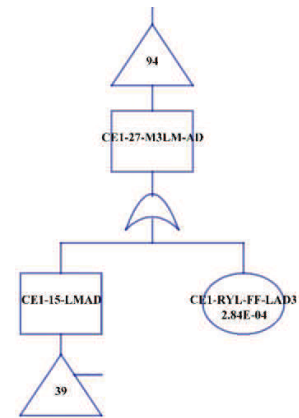 94
CE1-27-M3LM-AD
CE1-15-LMAD
CE1-RYL-FF-LAD3
2.84E-04
39